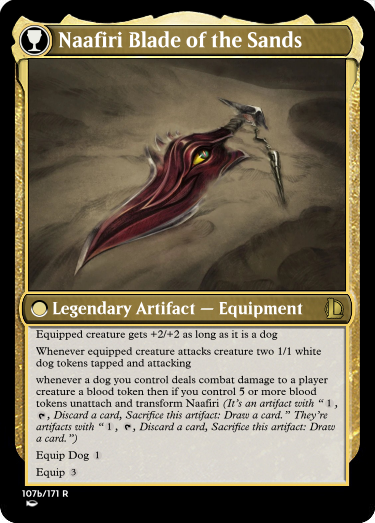 Naafiri Blade of the Sands
Legendary Artifact — Equipment
Equipped creature gets +2/+2 as long as it is a dog
Whenever equipped creature attacks creature two 1/1 white
dog tokens tapped and attacking
whenever a dog you control deals combat damage to a player
creature a blood token then if you control 5 or more blood
tokens unattach and transform Naafiri (It's an artifact with “ 1 ,
, Discard a card, Sacrifice this artifact: Draw a card.” They're
artifacts with “ 1 , , Discard a card, Sacrifice this artifact: Draw
a card.”)
Equip Dog 1
Equip 3
107b/171 R